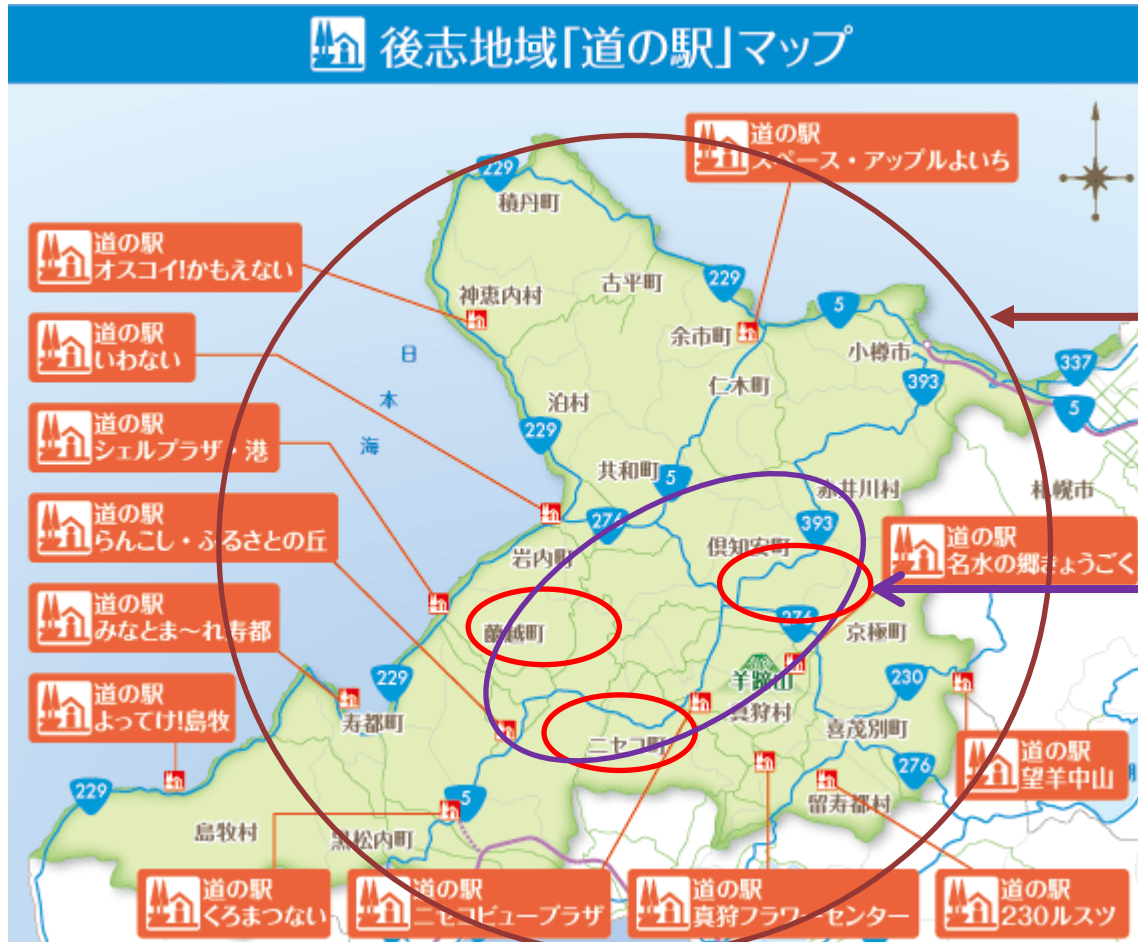 後志地域「道の駅」マップ
道の駅
スペース・アップルよいち
229
積丹町
道の駅
オスコイ!かもえない
古平町
229
神恵内村
5
余市町
小樽市
337
道の駅
いわない
日本海
393
仁木町
泊村
5
道の駅
シェルプラザ・港
229
共和町
5
赤井川村
札幌市
道の駅
らんこし・ふるさとの丘
276
393
倶知安町
道の駅
名水の郷きょうごく
岩内町
道の駅
みなとま~れ寿都
蘭越町
276
京極町
羊蹄山
230
道の駅
よってけ!島牧
229
寿都町
真狩村
喜茂別町
ニセコ町
道の駅
望羊中山
276
229
5
留寿都村
島牧村
黒松内町
道の駅
くろまつない
道の駅
ニセコビュープラザ
道の駅
真狩フラワーセンター
道の駅
230ルスツ